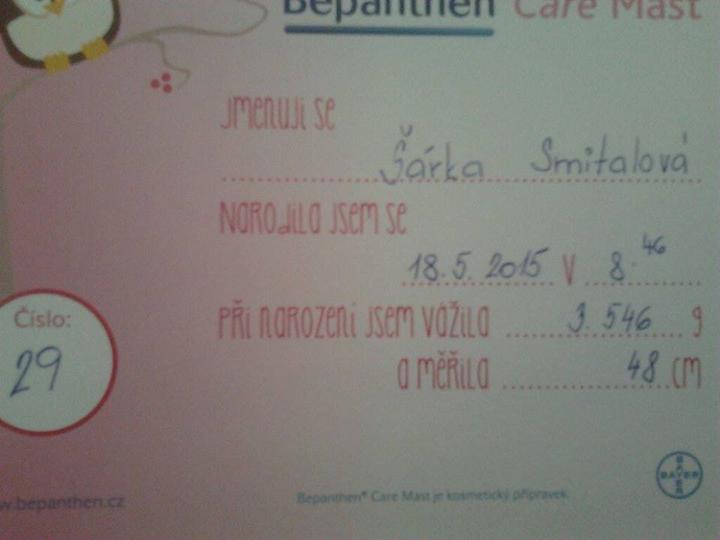 Bepanthen Care Mast
Jmenuji se
Šárka Smitalová
Narodila jsem se
18.5.2015 v 8.46
Při narození jsem vážila 3.546 g
a měřila 48 cm
Číslo:
29
w.bepanthen.cz
Bepanthen® Care Mast je kosmetický přípravek.
BAYER